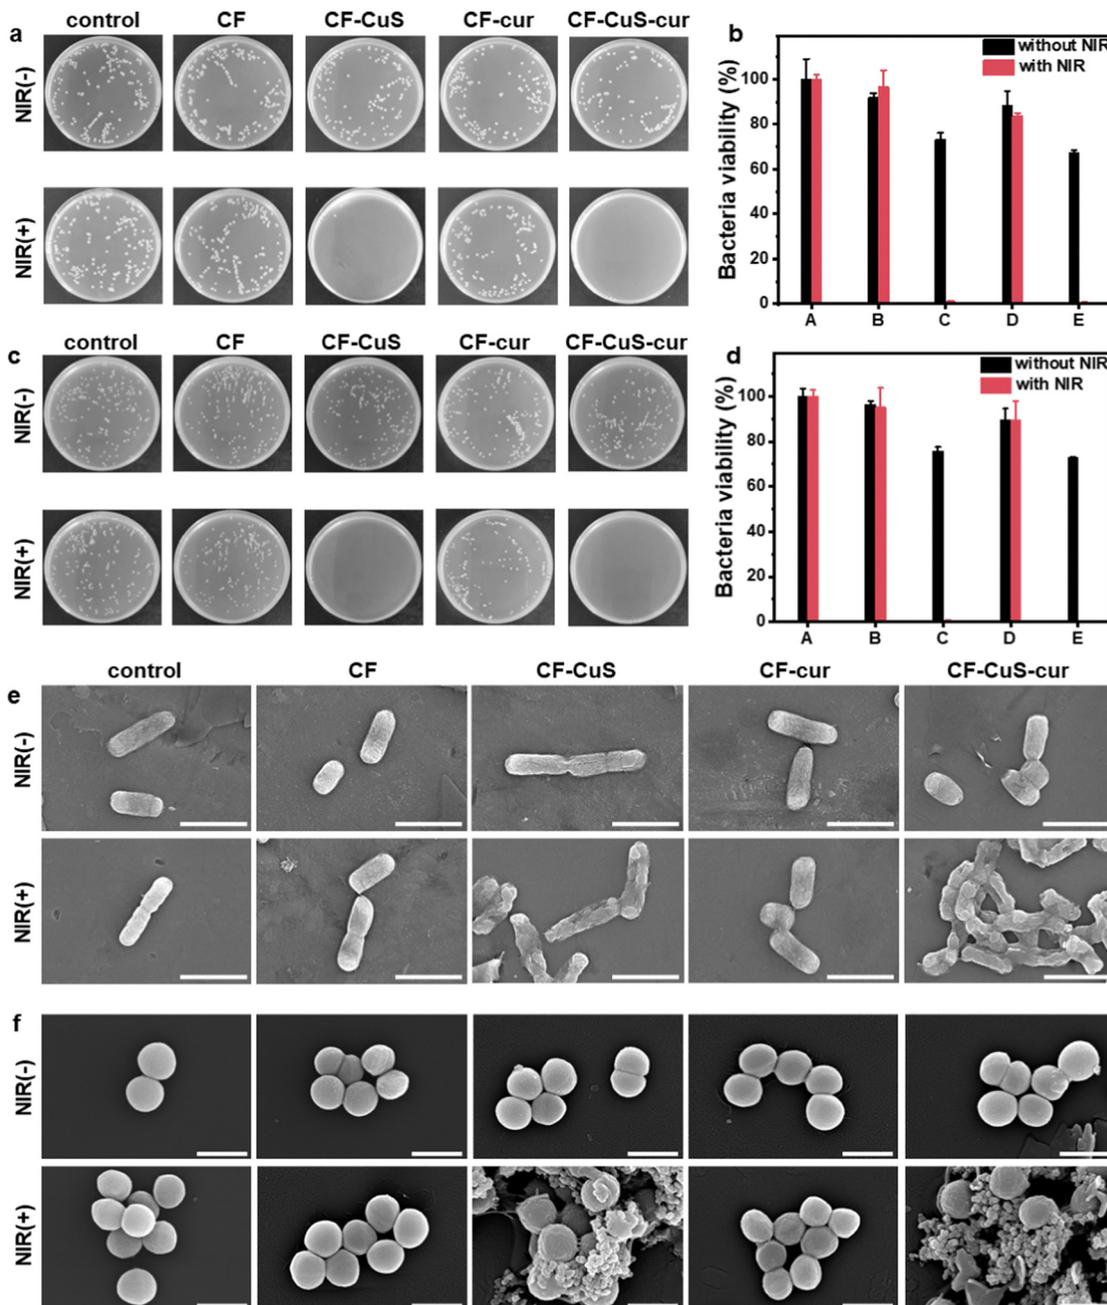 a
control CF CF-CuS CF-cur CF-CuS-cur
NIR(-)
NIR(+)
b
without NIR
with NIR
Bacteria viability (%)
100
80
60
40
20
0
A B C D E
c
control CF CF-CuS CF-cur CF-CuS-cur
NIR(-)
NIR(+)
d
without NIR
with NIR
Bacteria viability (%)
100
80
60
40
20
0
A B C D E
e
control CF CF-CuS CF-cur CF-CuS-cur
NIR(-)
NIR(+)
f
NIR(-)
NIR(+)